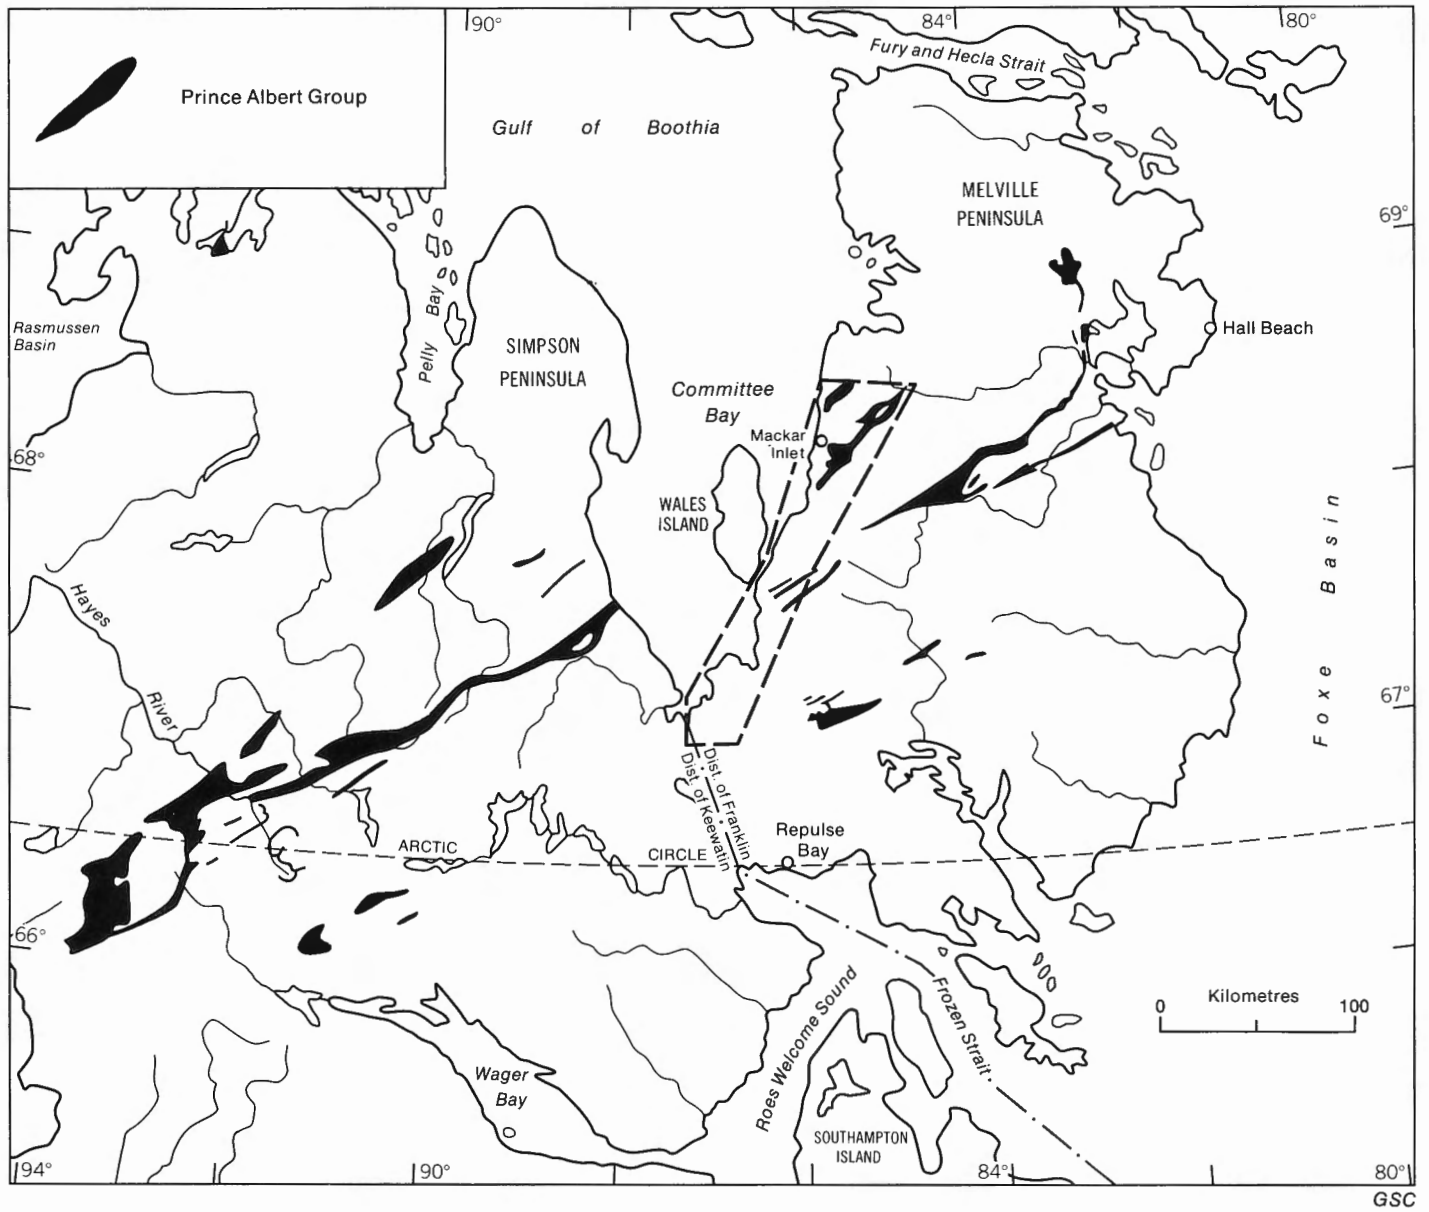 90°
84°
80°
Fury and Hecla Strait
Prince Albert Group
Gulf of Boothia
MELVILLE
PENINSULA
69°
Pelly Bay
Rasmussen
Basin
Hall Beach
SIMPSON
PENINSULA
Committee
Bay
Mackar
Inlet
68°
WALES
ISLAND
Foxe Basin
Hayes
River
67°
Dist. of Franklin
Dist. of Keewatin
Repulse
Bay
ARCTIC
CIRCLE
66°
Kilometres
0
100
Roes Welcome Sound
Frozen Strait
Wager
Bay
SOUTHAMPTON
ISLAND
94°
90°
84°
80°
GSC